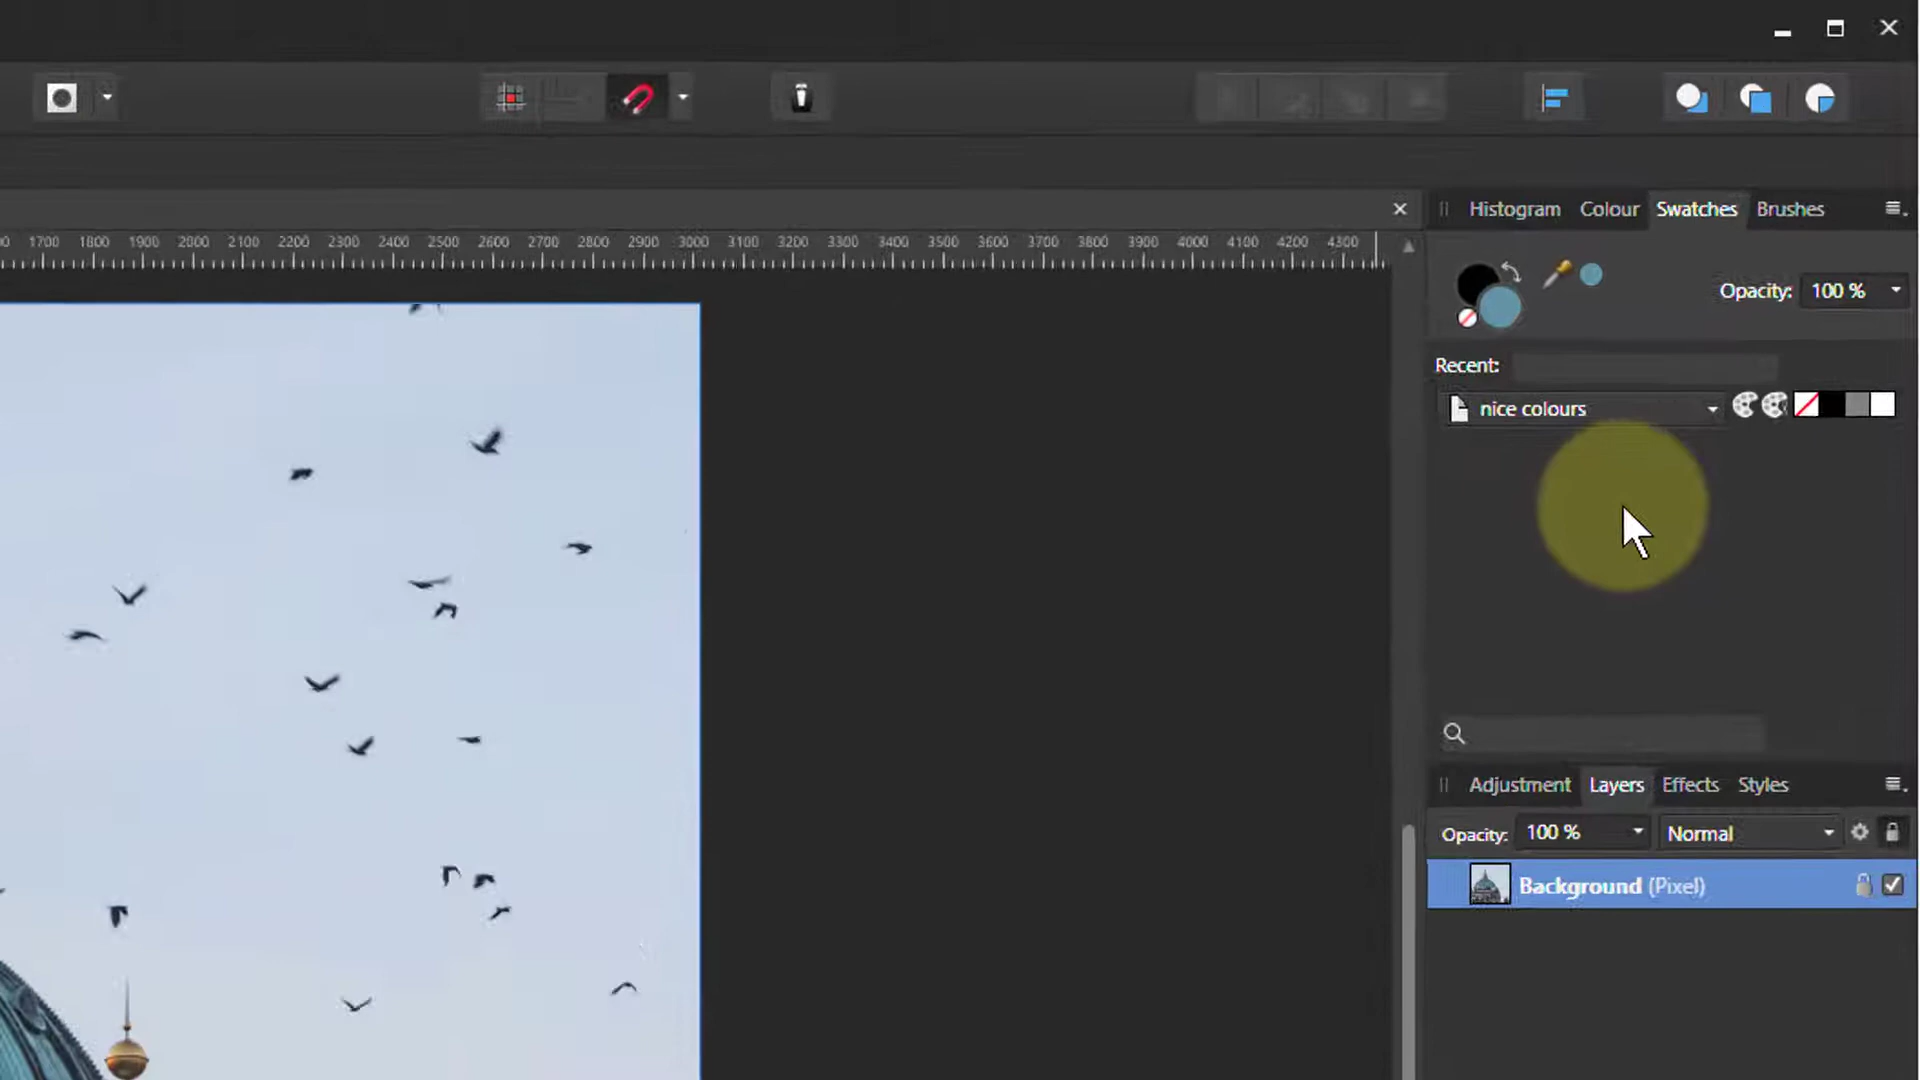 Histogram Colour Swatches Brushes
1700 1800 1900 2000 2100 2200 2300 2400 2500 2600 2700 2800 2900 3000 3100 3200 3300 3400 3500 3600 3700 3800 3900 4000 4100 4200 4300
Opacity: 100 %
Recent:
nice colours
Adjustment Layers Effects Styles
Opacity: 100 % Normal
Background (Pixel)